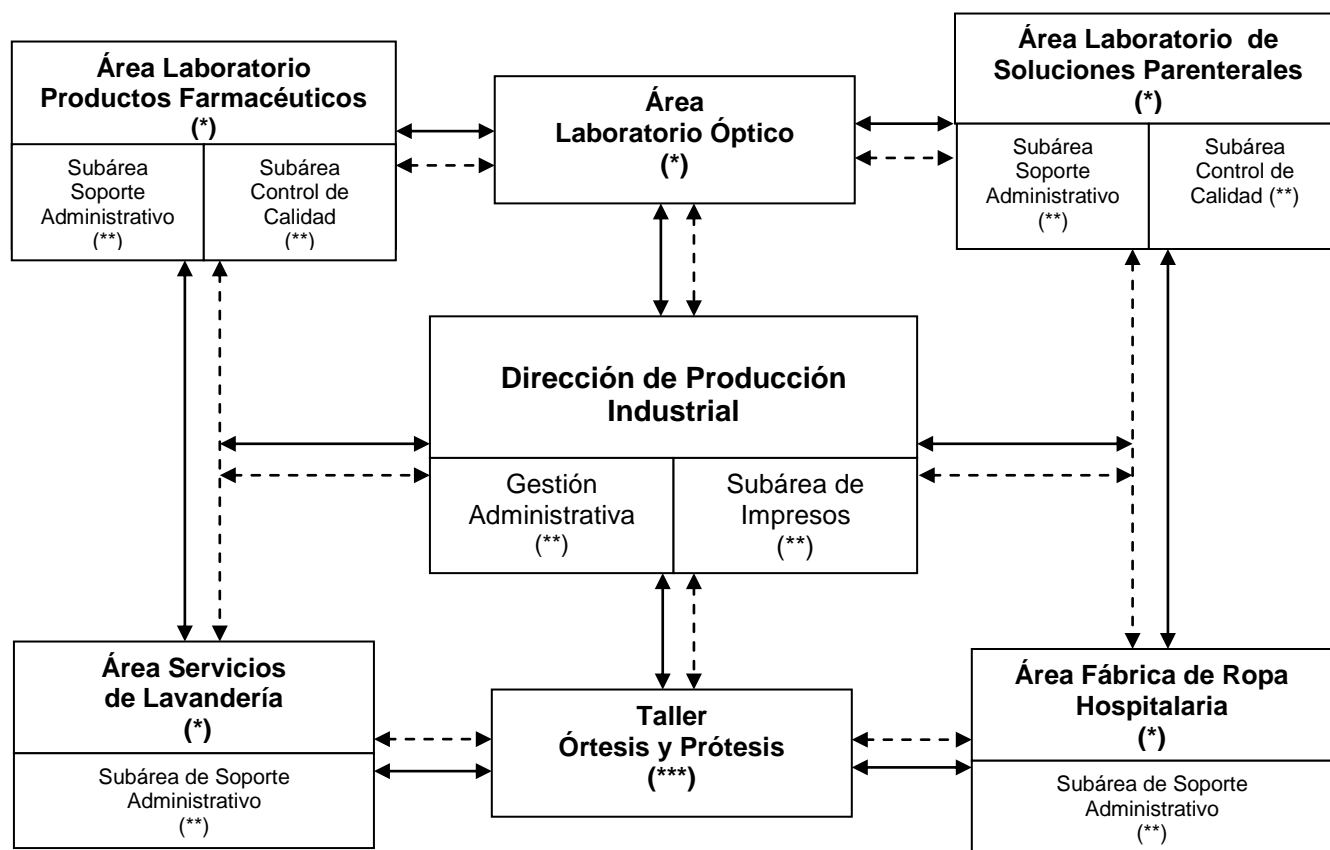 Área Laboratorio
Productos Farmacéuticos
(*)
Subárea
Soporte
Administrativo
(**)
Subárea
Control de
Calidad
(**)
Área
Laboratorio Óptico
(*)
Área Laboratorio de
Soluciones Parenterales
(*)
Subárea
Soporte
Administrativo
(**)
Subárea
Control de
Calidad (**)
Dirección de Producción
Industrial
Gestión
Administrativa
(**)
Subárea de
Impresos
(**)
Área Servicios
de Lavandería
(*)
Subárea de Soporte
Administrativo
(**)
Taller
Órtesis y Prótesis
(***)
Área Fábrica de Ropa
Hospitalaria
(*)
Subárea de Soporte
Administrativo
(**)